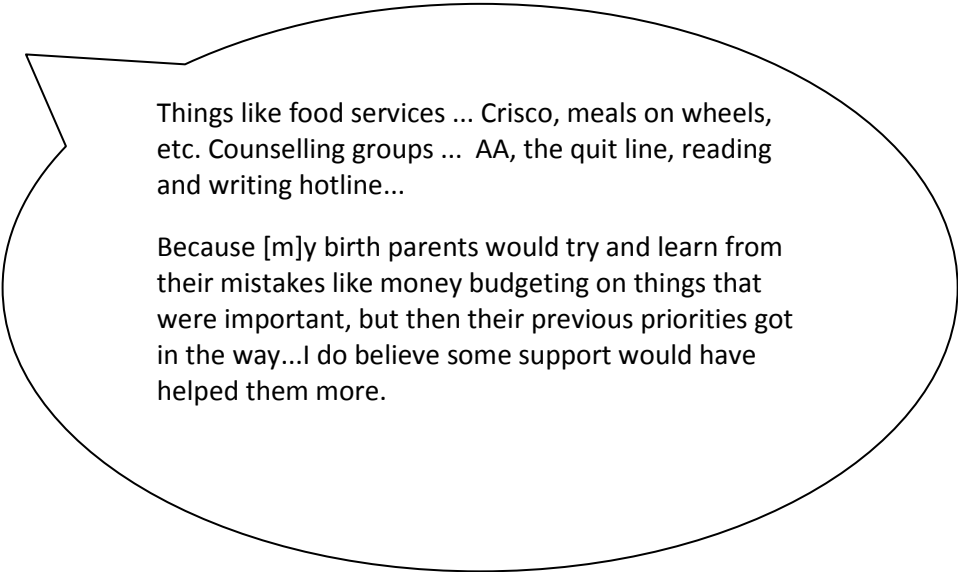 Things like food services ... Crisco, meals on wheels,
etc. Counselling groups ...  AA, the quit line, reading
and writing hotline...
Because [m]y birth parents would try and learn from
their mistakes like money budgeting on things that
were important, but then their previous priorities got
in the way...I do believe some support would have
helped them more.